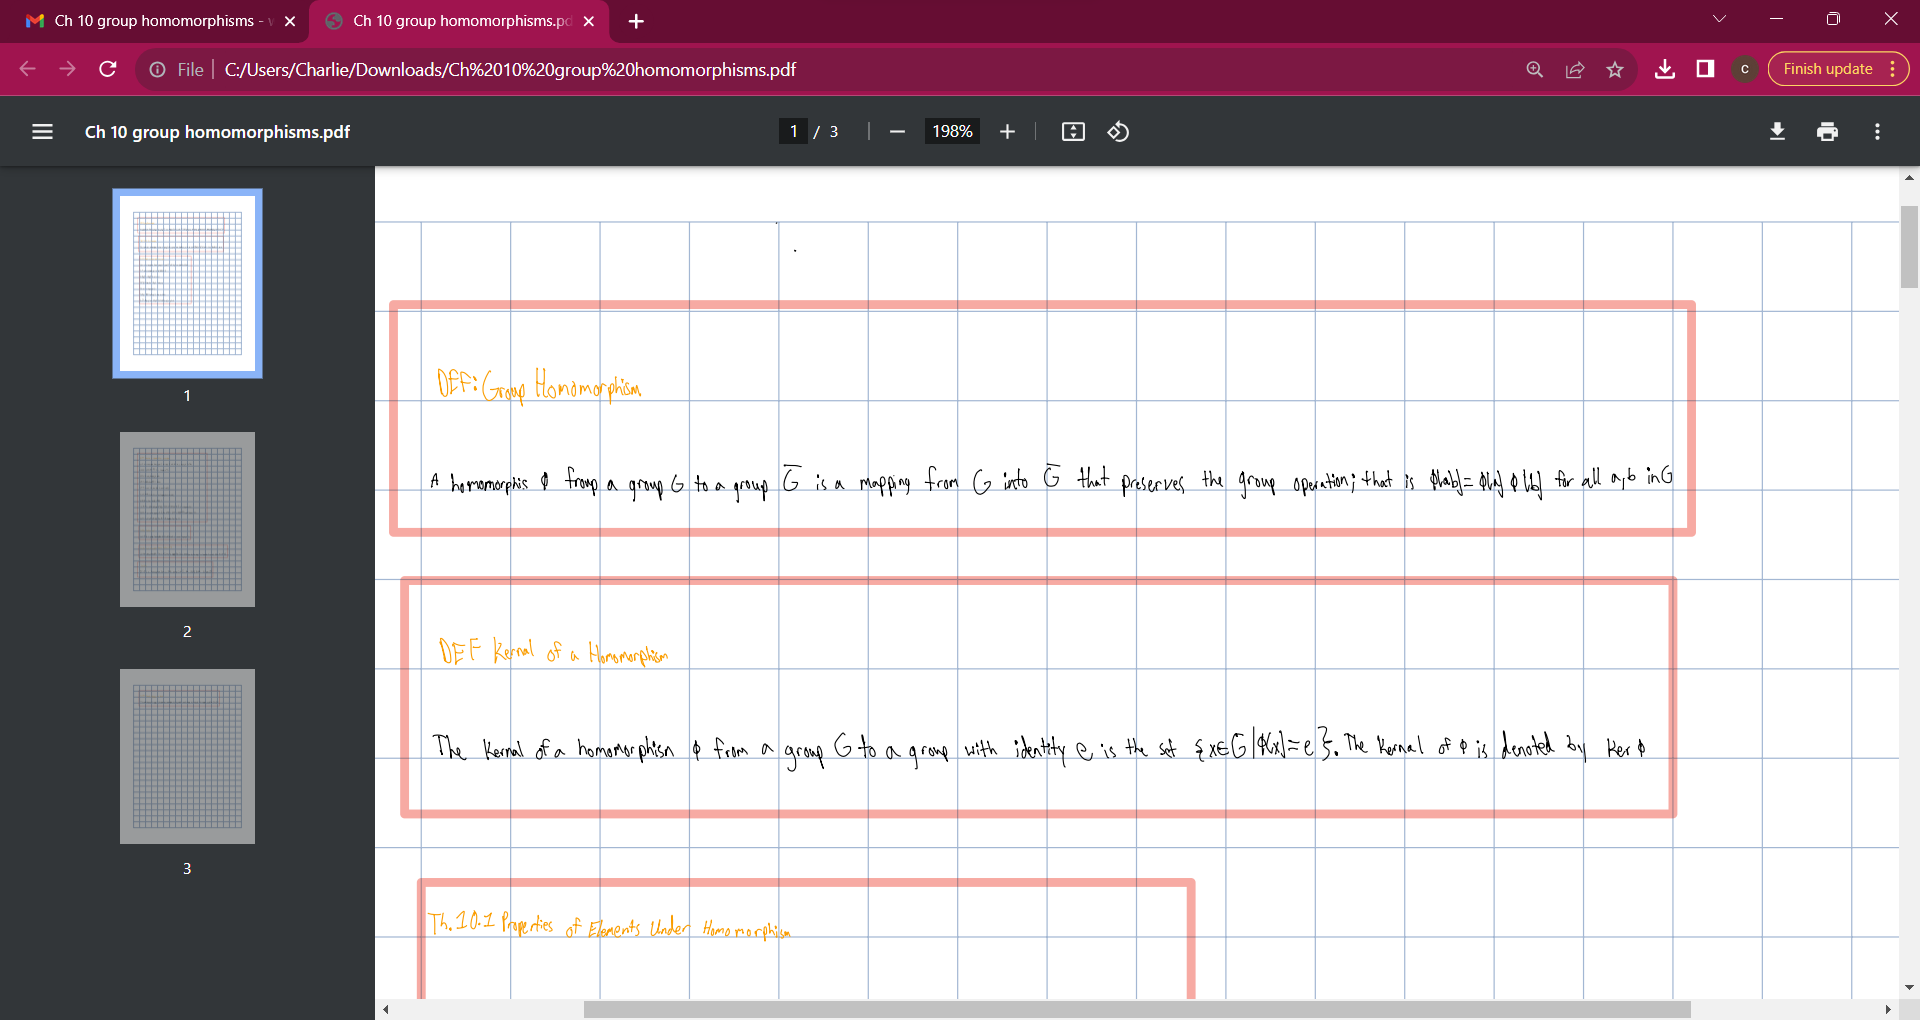 Ch 10 group homomorphisms -
Ch 10 group homomorphisms.pd
File
C:/Users/Charlie/Downloads/Ch%2010%20group%20homomorphisms.pdf
C
Finish update
Ch 10 group homomorphisms.pdf
1 / 3
198%
1
2
3
DEF: Group Homomorphism
A homomorphis ϕ from a group G to a group G̅ is a mapping from G into G̅ that preserves the group operation; that is ϕ(ab) = ϕ(a) ϕ(b) for all a,b in G
DEF Kernal of a Homomorphism
The Kernal of a homomorphism ϕ from a group G to a group with identity e is the set {x∈G|ϕ(x)=e}. The Kernal of ϕ is denoted by Ker ϕ
Th. 10.1 Properties of Elements Under Homomorphism